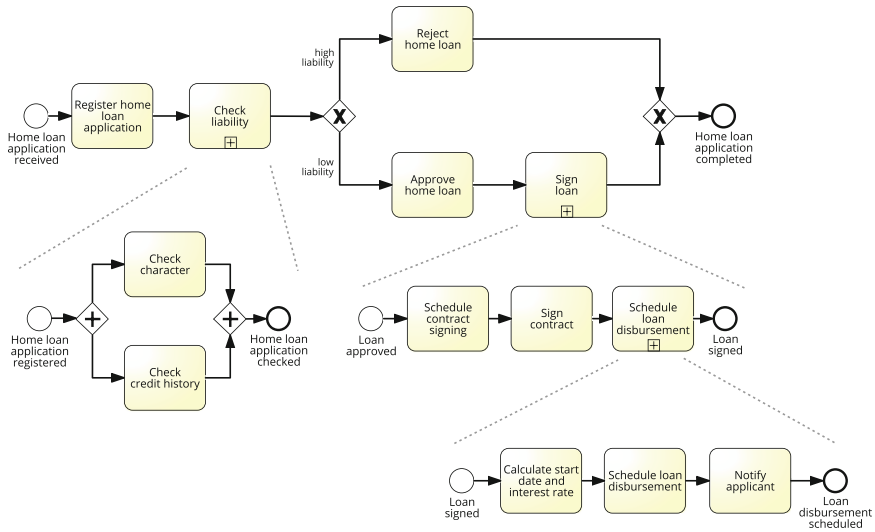 Reject
home loan
high
liability
Register home
loan
application
Check
liability
X
X
Home loan
application
received
Home loan
application
completed
low
liability
Approve
home loan
Sign
loan
Check
character
Home loan
application
registered
Home loan
application
checked
Check
credit history
Schedule
contract
signing
Sign
contract
Schedule
loan
disbursement
Loan
approved
Loan
signed
Calculate start
date and
interest rate
Schedule loan
disbursement
Notify
applicant
Loan
signed
Loan
disbursement
scheduled